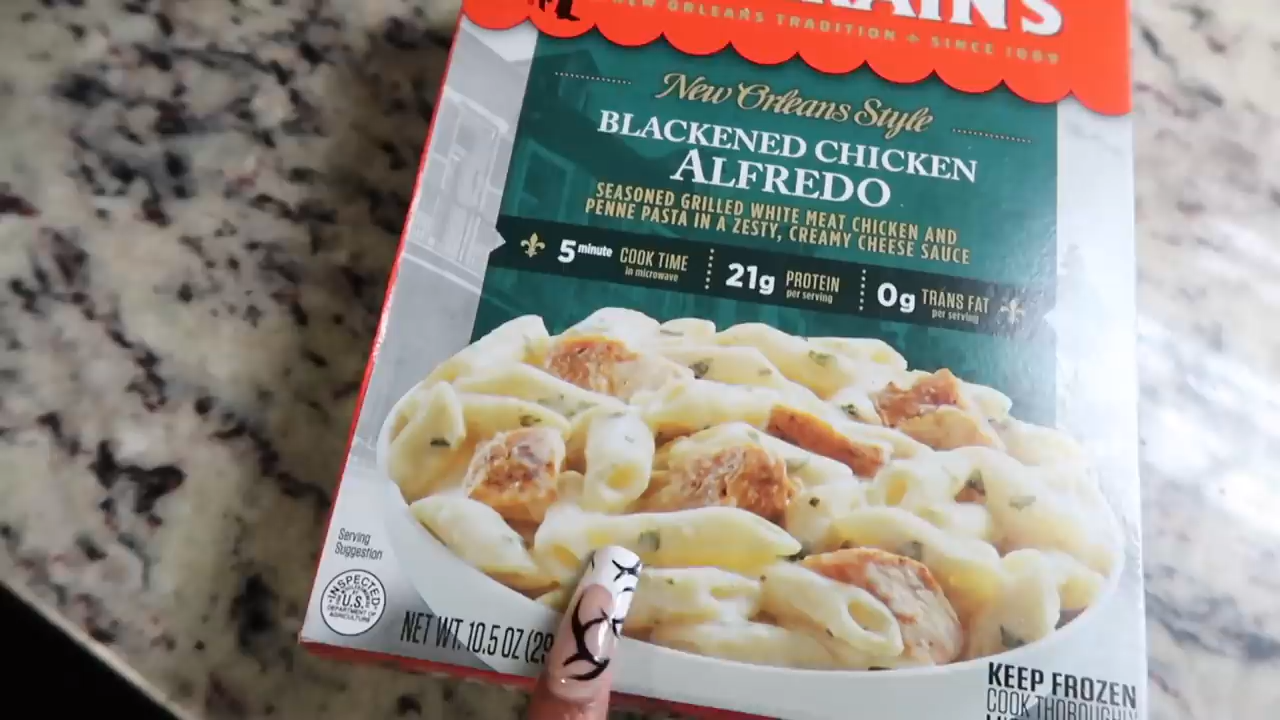 NEW ORLEANS TRADITION + SINCE 1889
New Orleans Style
BLACKENED CHICKEN
ALFREDO
SEASONED GRILLED WHITE MEAT CHICKEN AND
PENNE PASTA IN A ZESTY, CREAMY CHEESE SAUCE
5 minute COOK TIME in microwave
21g PROTEIN per serving
0g TRANS FAT per serving
Serving
Suggestion
INSPECTED
U.S.
DEPARTMENT OF
AGRICULTURE
NET WT. 10.5 OZ (29
KEEP FROZEN
COOK THOROUGHLY